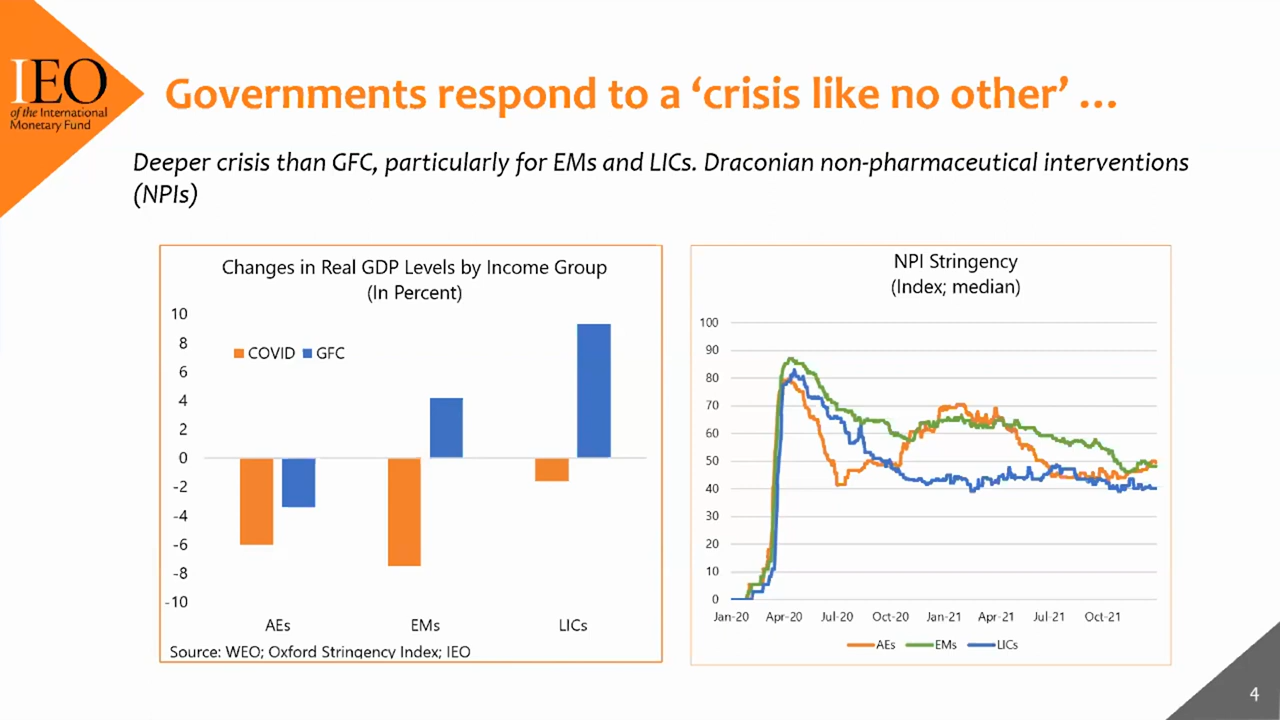 IEO
of the International
Monetary Fund
Governments respond to a ‘crisis like no other’ ...
Deeper crisis than GFC, particularly for EMs and LICs. Draconian non-pharmaceutical interventions
(NPIs)
Changes in Real GDP Levels by Income Group
(In Percent)
10
8
6
4
2
0
-2
-4
-6
-8
-10
COVID GFC
AEs EMs LICs
Source: WEO; Oxford Stringency Index; IEO
NPI Stringency
(Index; median)
100
90
80
70
60
50
40
30
20
10
0
Jan-20 Apr-20 Jul-20 Oct-20 Jan-21 Apr-21 Jul-21 Oct-21
AEs EMs LICs
4